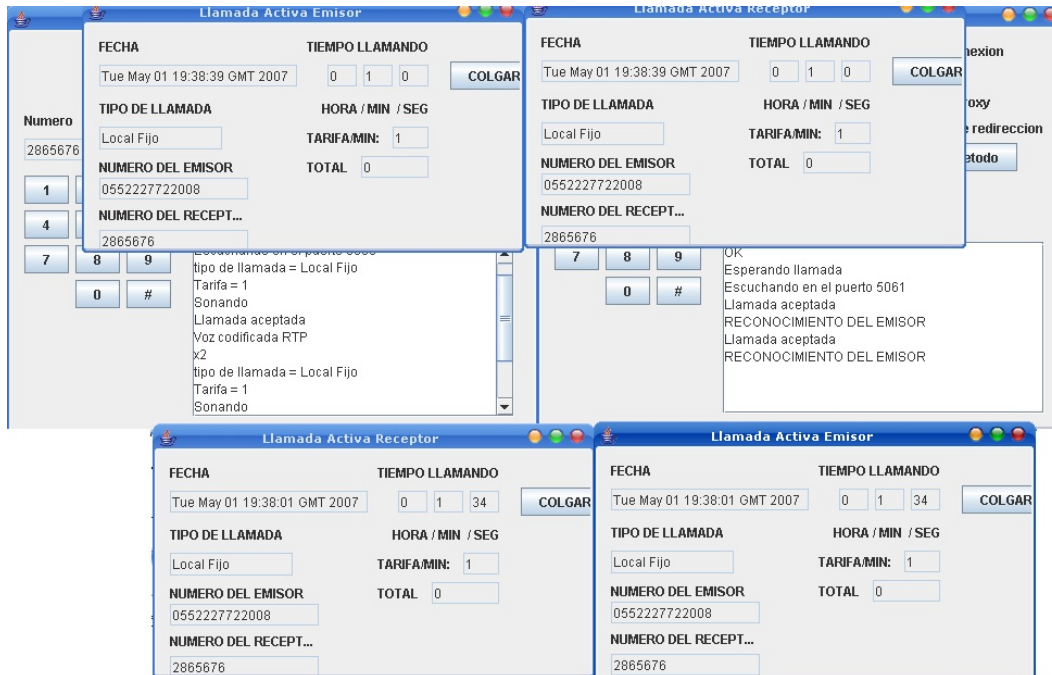 Llamada Activa Emisor
FECHA TIEMPO LLAMANDO
Tue May 01 19:38:39 GMT 2007 0 1 0 COLGAR
TIPO DE LLAMADA HORA / MIN / SEG
Local Fijo TARIFA/MIN: 1
NUMERO DEL EMISOR TOTAL 0
0552227722008
NUMERO DEL RECEPT...
2865676
Llamada Activa Receptor
FECHA TIEMPO LLAMANDO
Tue May 01 19:38:39 GMT 2007 0 1 0 COLGAR
TIPO DE LLAMADA HORA / MIN / SEG
Local Fijo TARIFA/MIN: 1
NUMERO DEL EMISOR TOTAL 0
0552227722008
NUMERO DEL RECEPT...
2865676
Numero
2865676
1
4
7 8 9
0 #
Escuchando en el puerto
tipo de llamada = Local Fijo
Tarifa = 1
Sonando
Llamada aceptada
Voz codificada RTP
x2
tipo de llamada = Local Fijo
Tarifa = 1
Sonando
nexion
oxy
redireccion
etodo
7 8 9
0 #
OK
Esperando llamada
Escuchando en el puerto 5061
Llamada aceptada
RECONOCIMIENTO DEL EMISOR
Llamada aceptada
RECONOCIMIENTO DEL EMISOR
Llamada Activa Receptor
FECHA TIEMPO LLAMANDO
Tue May 01 19:38:01 GMT 2007 0 1 34 COLGAR
TIPO DE LLAMADA HORA / MIN / SEG
Local Fijo TARIFA/MIN: 1
NUMERO DEL EMISOR TOTAL 0
0552227722008
NUMERO DEL RECEPT...
2865676
Llamada Activa Emisor
FECHA TIEMPO LLAMANDO
Tue May 01 19:38:01 GMT 2007 0 1 34 COLGAR
TIPO DE LLAMADA HORA / MIN / SEG
Local Fijo TARIFA/MIN: 1
NUMERO DEL EMISOR TOTAL 0
0552227722008
NUMERO DEL RECEPT...
2865676